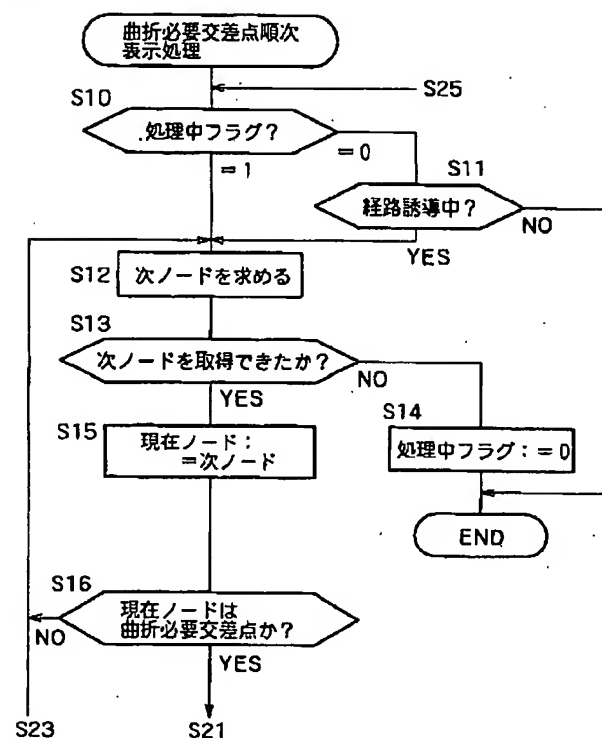 曲折必要交差点順次
表示処理
S25
S10
処理中フラグ？
＝0
＝1
S11
経路誘導中？
NO
YES
S12
次ノードを求める
S13
次ノードを取得できたか？
NO
YES
S14
処理中フラグ：＝0
S15
現在ノード：
＝次ノード
END
S16
現在ノードは
曲折必要交差点か？
NO
YES
S23
S21